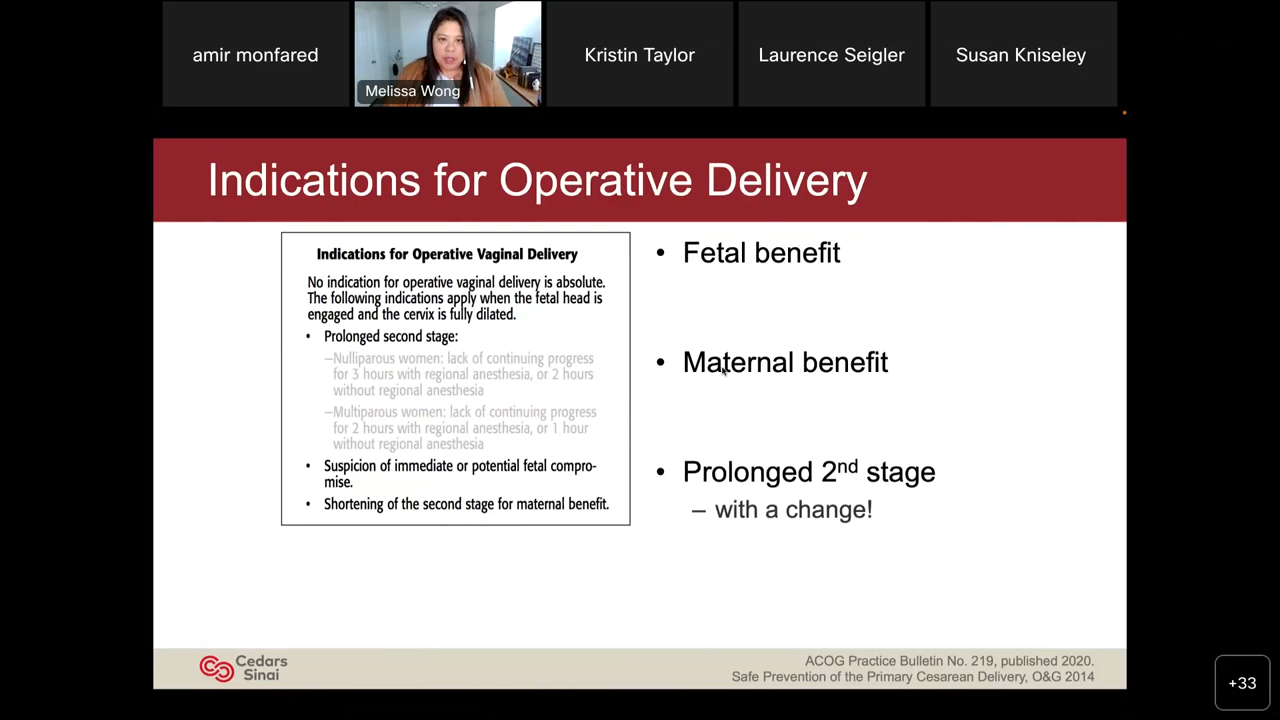 amir monfared
Melissa Wong
Kristin Taylor
Laurence Seigler
Susan Kniseley
Indications for Operative Delivery
Indications for Operative Vaginal Delivery
No indication for operative vaginal delivery is absolute.
The following indications apply when the fetal head is
engaged and the cervix is fully dilated.
• Prolonged second stage:
–Nulliparous women: lack of continuing progress
for 3 hours with regional anesthesia, or 2 hours
without regional anesthesia
–Multiparous women: lack of continuing progress
for 2 hours with regional anesthesia, or 1 hour
without regional anesthesia
• Suspicion of immediate or potential fetal compro-
mise.
• Shortening of the second stage for maternal benefit.
• Fetal benefit
• Maternal benefit
• Prolonged 2nd stage
– with a change!
Cedars
Sinai
ACOG Practice Bulletin No. 219, published 2020.
Safe Prevention of the Primary Cesarean Delivery, O&G 2014
+33